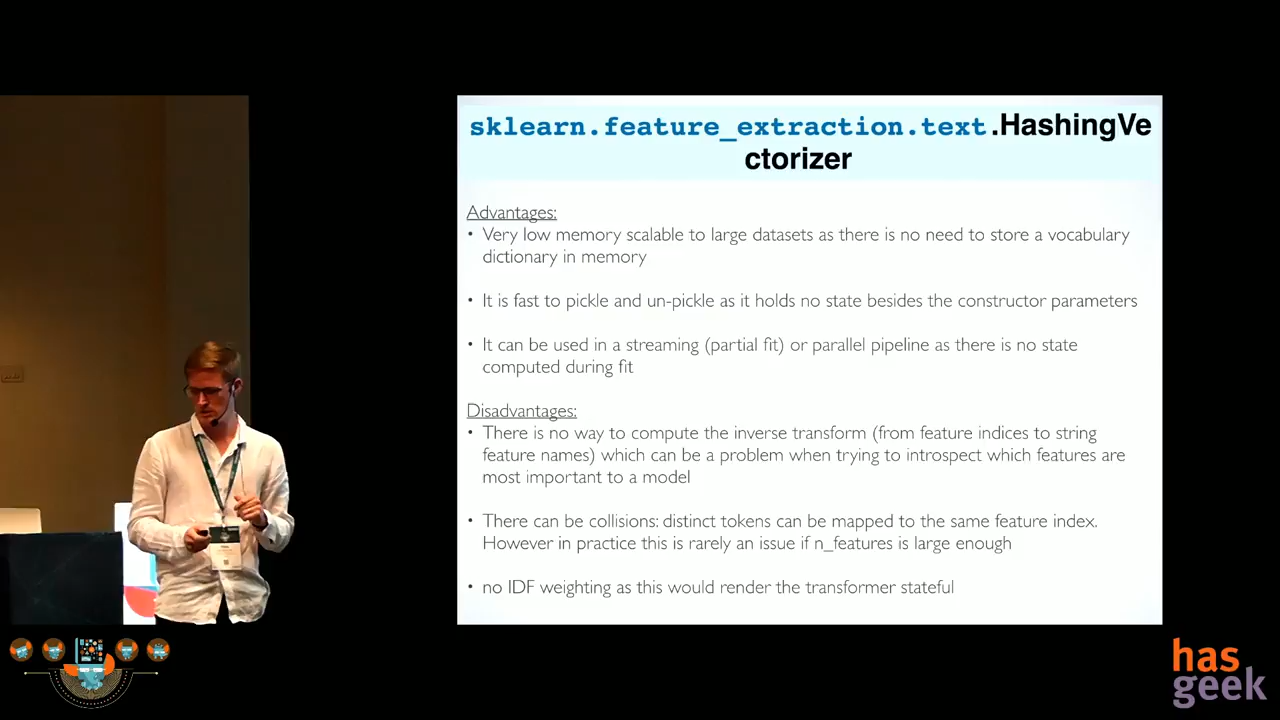 sklearn.feature_extraction.text.HashingVe
ctorizer
Advantages:
• Very low memory scalable to large datasets as there is no need to store a vocabulary
dictionary in memory
• It is fast to pickle and un-pickle as it holds no state besides the constructor parameters
• It can be used in a streaming (partial fit) or parallel pipeline as there is no state
computed during fit
Disadvantages:
• There is no way to compute the inverse transform (from feature indices to string
feature names) which can be a problem when trying to introspect which features are
most important to a model
• There can be collisions: distinct tokens can be mapped to the same feature index.
However in practice this is rarely an issue if n_features is large enough
• no IDF weighting as this would render the transformer stateful
has
geek